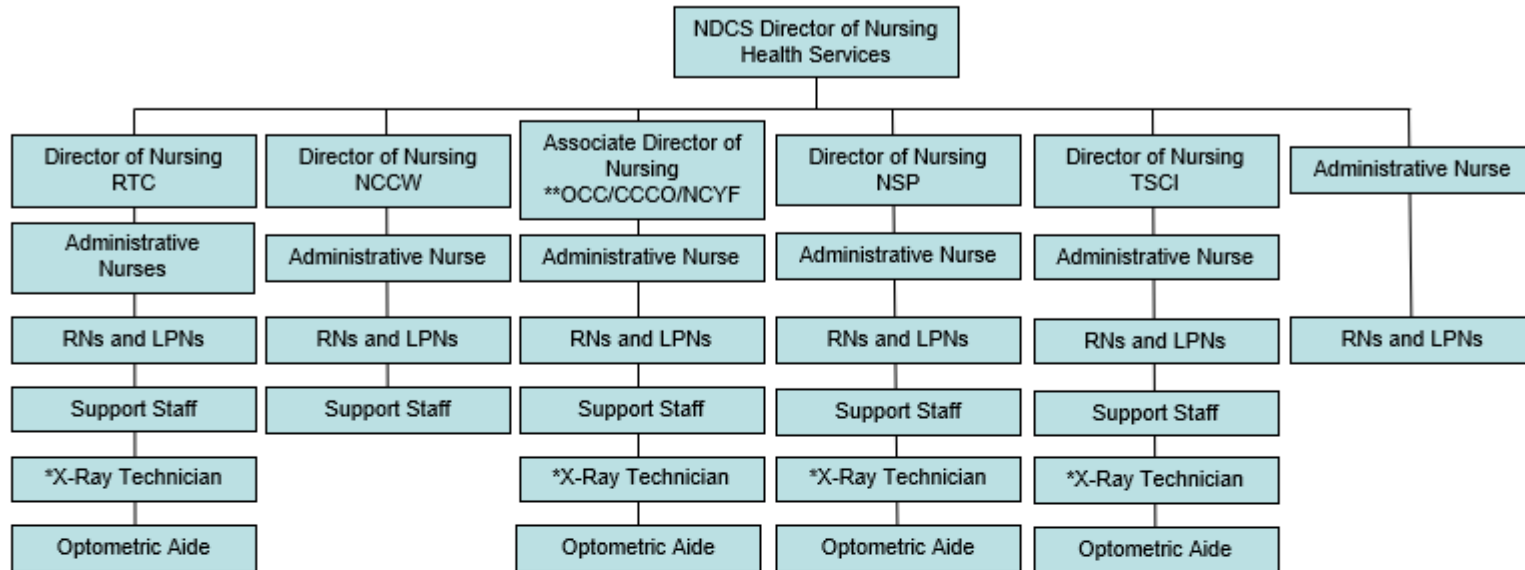 NDCS Director of Nursing
Health Services
Director of Nursing
RTC
Director of Nursing
NCCW
Associate Director of
Nursing
**OCC/CCCO/NCYF
Director of Nursing
NSP
Director of Nursing
TSCI
Administrative Nurse
Administrative
Nurses
Administrative Nurse
Administrative Nurse
Administrative Nurse
Administrative Nurse
RNs and LPNs
RNs and LPNs
RNs and LPNs
RNs and LPNs
RNs and LPNs
RNs and LPNs
Support Staff
Support Staff
Support Staff
Support Staff
Support Staff
*X-Ray Technician
*X-Ray Technician
*X-Ray Technician
*X-Ray Technician
Optometric Aide
Optometric Aide
Optometric Aide
Optometric Aide